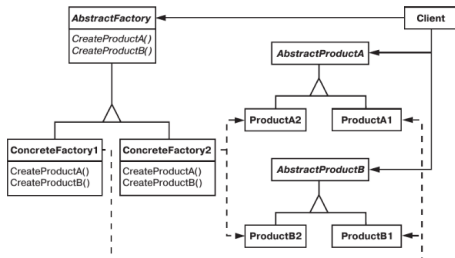 AbstractFactory
CreateProductA()
CreateProductB()
Client
AbstractProductA
ProductA2
ProductA1
ConcreteFactory1
CreateProductA()
CreateProductB()
ConcreteFactory2
CreateProductA()
CreateProductB()
AbstractProductB
ProductB2
ProductB1